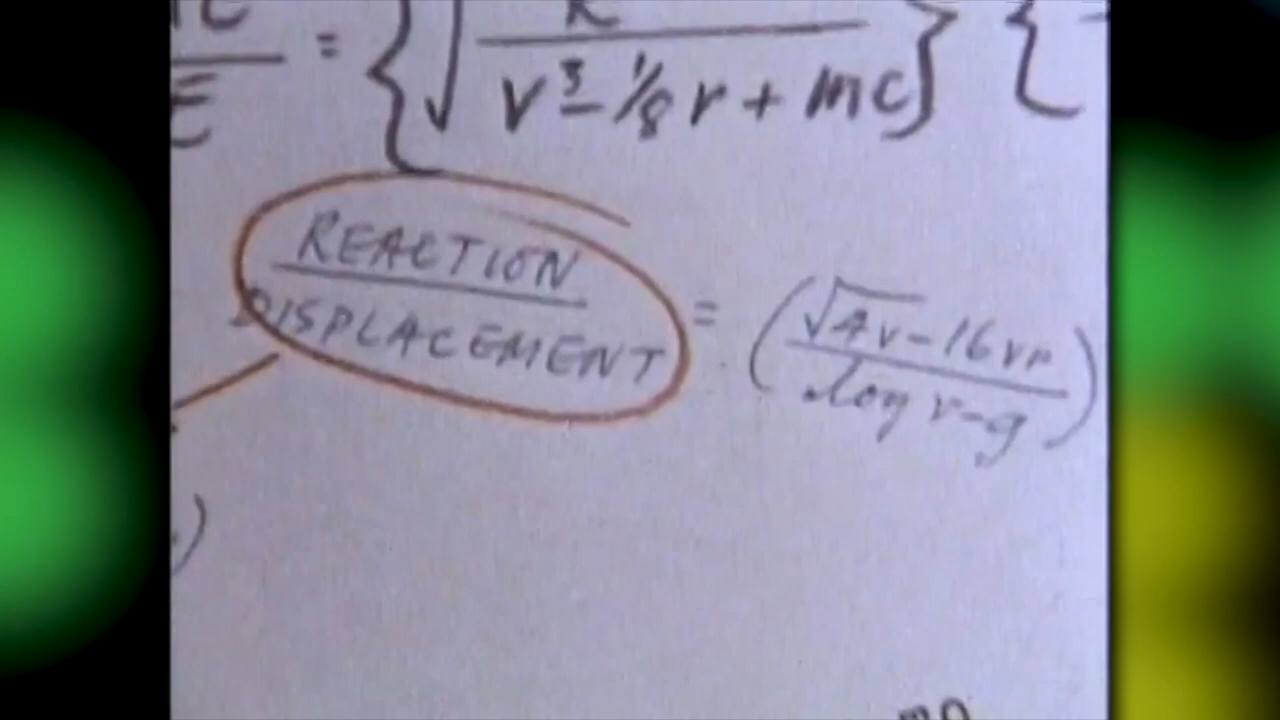 = { √ v³ - 1/8 r + mc } {
REACTION
DISPLACEMENT
= ( √4v - 16vr
log v-g )